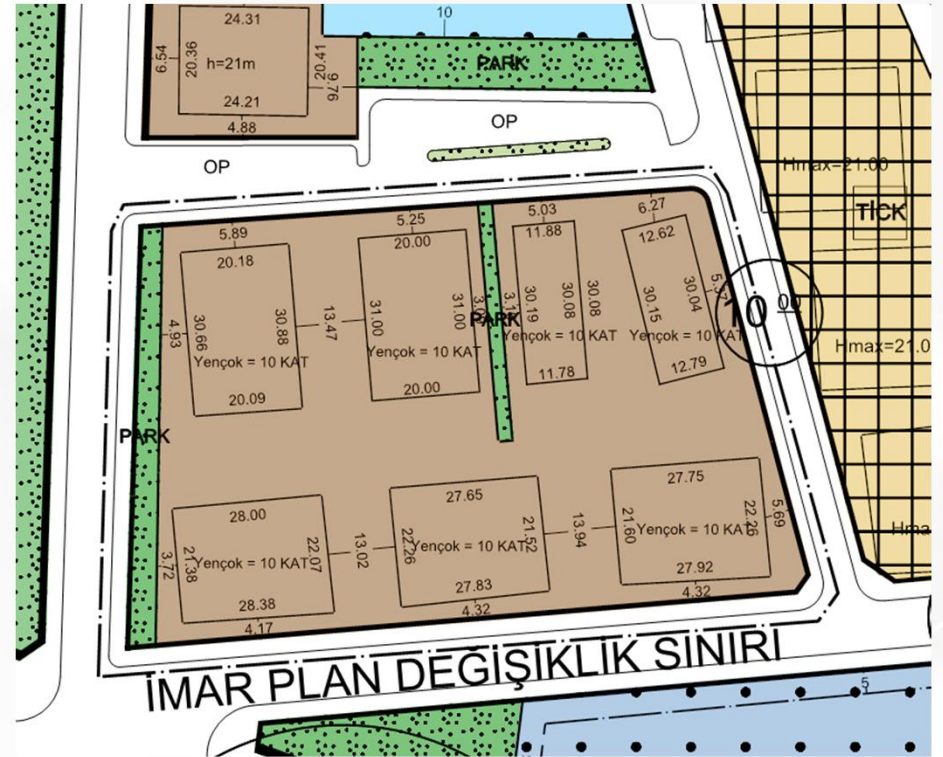 24.31
10
6.54
20.36
h=21m
20.41
9.76
24.21
4.88
PARK
OP
OP
Hmax=21.00
TİCK
5.89
5.25
5.03
6.27
20.18
20.00
11.88
12.62
4.93
30.66
30.88
13.47
31.00
31.00
30.19
30.08
30.08
30.15
30.04
PARK
10 00
Yençok = 10 KAT
Yençok = 10 KAT
Yençok = 10 KAT
Yençok = 10 KAT
Hmax=21.0
20.09
20.00
11.78
12.79
PARK
28.00
27.65
27.75
3.72
21.38
22.07
13.02
22.26
21.52
13.94
21.60
22.26
5.69
Yençok = 10 KAT
Yençok = 10 KAT
Yençok = 10 KAT
Hma
28.38
27.83
27.92
4.17
4.32
4.32
İMAR PLAN DEĞİŞİKLİK SINIRI
5